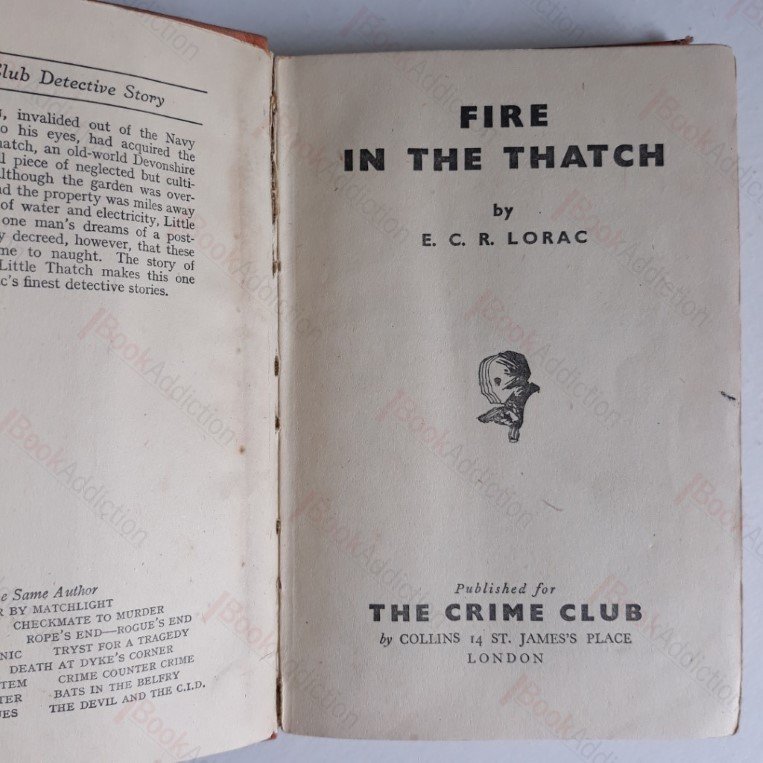 Club Detective Story
, invalided out of the Navy
o his eyes, had acquired the
hatch, an old-world Devonshire
l piece of neglected but culti-
lthough the garden was over-
nd the property was miles away
of water and electricity, Little
one man's dreams of a post-
y decreed, however, that these
me to naught. The story of
Little Thatch makes this one
c's finest detective stories.
e Same Author
R BY MATCHLIGHT
CHECKMATE TO MURDER
ROPE'S END—ROGUE'S END
NIC TRYST FOR A TRAGEDY
DEATH AT DYKE'S CORNER
TEM CRIME COUNTER CRIME
TER BATS IN THE BELFRY
UES THE DEVIL AND THE C.I.D.
FIRE
IN THE THATCH
by
E. C. R. LORAC
Published for
THE CRIME CLUB
by COLLINS 14 ST. JAMES'S PLACE
LONDON
BookAddiction